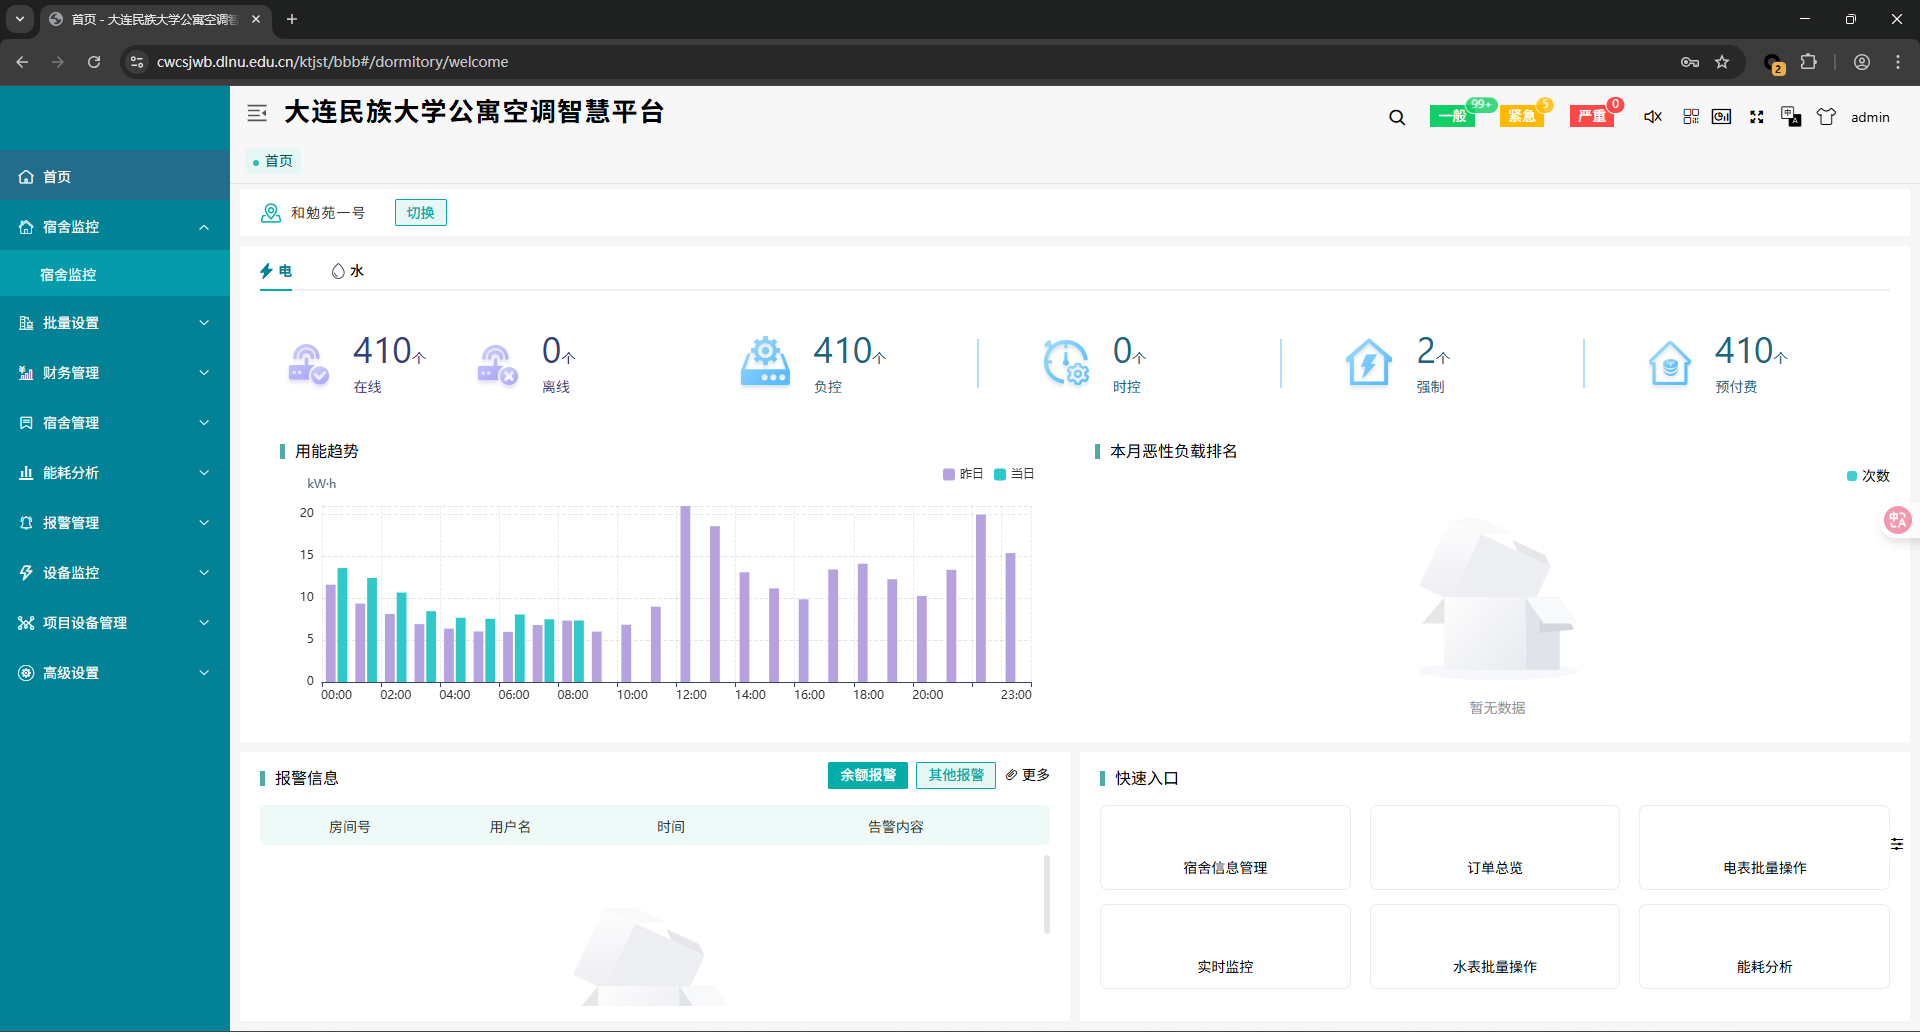 首页 - 大连民族大学公寓空调智
cwcsjwb.dlnu.edu.cn/ktjst/bbb#/dormitory/welcome
2
大连民族大学公寓空调智慧平台
一般 99+
紧急 5
严重 0
admin
首页
首页
宿舍监控
宿舍监控
批量设置
财务管理
宿舍管理
能耗分析
报警管理
设备监控
项目设备管理
高级设置
和勉苑一号
切换
电
水
410个
在线
0个
离线
410个
负控
0个
时控
2个
强制
410个
预付费
用能趋势
kW·h
昨日
当日
20
15
10
5
0
00:00
02:00
04:00
06:00
08:00
10:00
12:00
14:00
16:00
18:00
20:00
23:00
本月恶性负载排名
次数
暂无数据
报警信息
余额报警
其他报警
更多
房间号
用户名
时间
告警内容
快速入口
宿舍信息管理
订单总览
电表批量操作
实时监控
水表批量操作
能耗分析